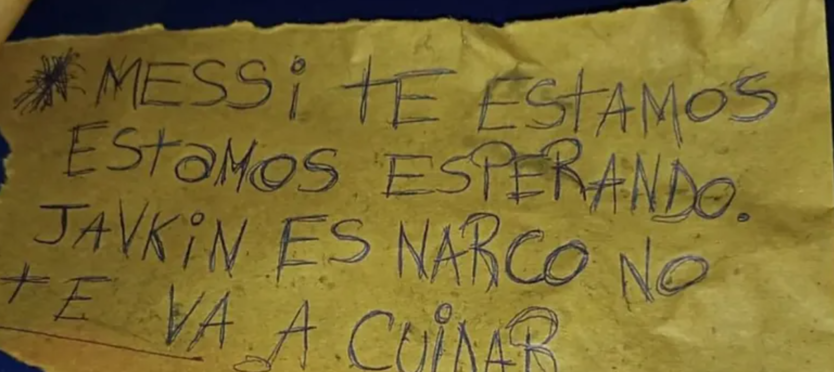 MESSi tE EStAMOS
EStaMOS ESPERANDO.
JAVKiN ES NARCO NO
tE VA A CUiDAR